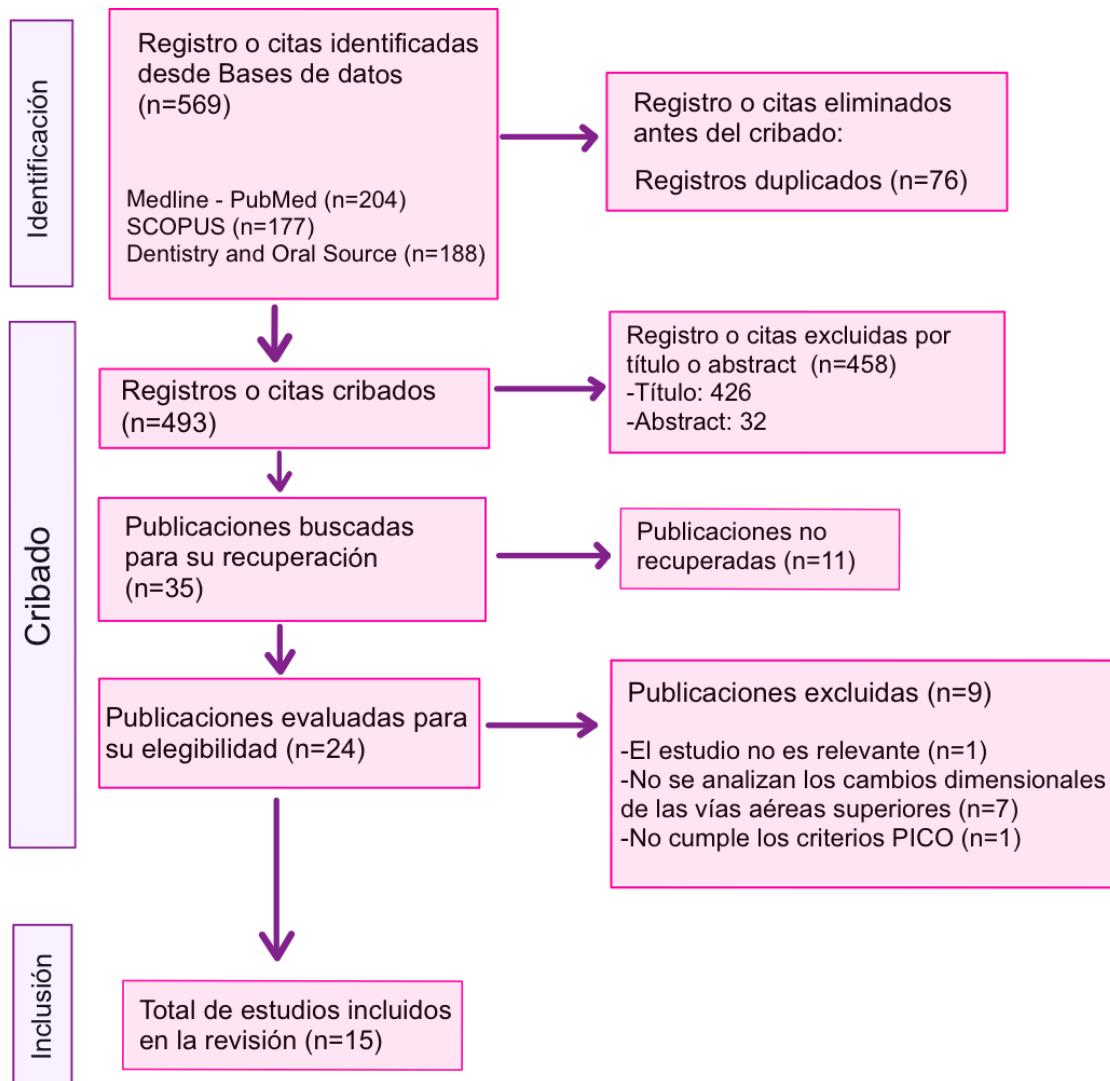 Identificación
Registro o citas identificadas
desde Bases de datos
(n=569)
Medline - PubMed (n=204)
SCOPUS (n=177)
Dentistry and Oral Source (n=188)
Registro o citas eliminados
antes del cribado:
Registros duplicados (n=76)
Cribado
Registros o citas cribados
(n=493)
Registro o citas excluidas por
título o abstract (n=458)
-Título: 426
-Abstract: 32
Publicaciones buscadas
para su recuperación
(n=35)
Publicaciones no
recuperadas (n=11)
Publicaciones evaluadas para
su elegibilidad (n=24)
Publicaciones excluidas (n=9)
-El estudio no es relevante (n=1)
-No se analizan los cambios dimensionales
de las vías aéreas superiores (n=7)
-No cumple los criterios PICO (n=1)
Inclusión
Total de estudios incluidos
en la revisión (n=15)